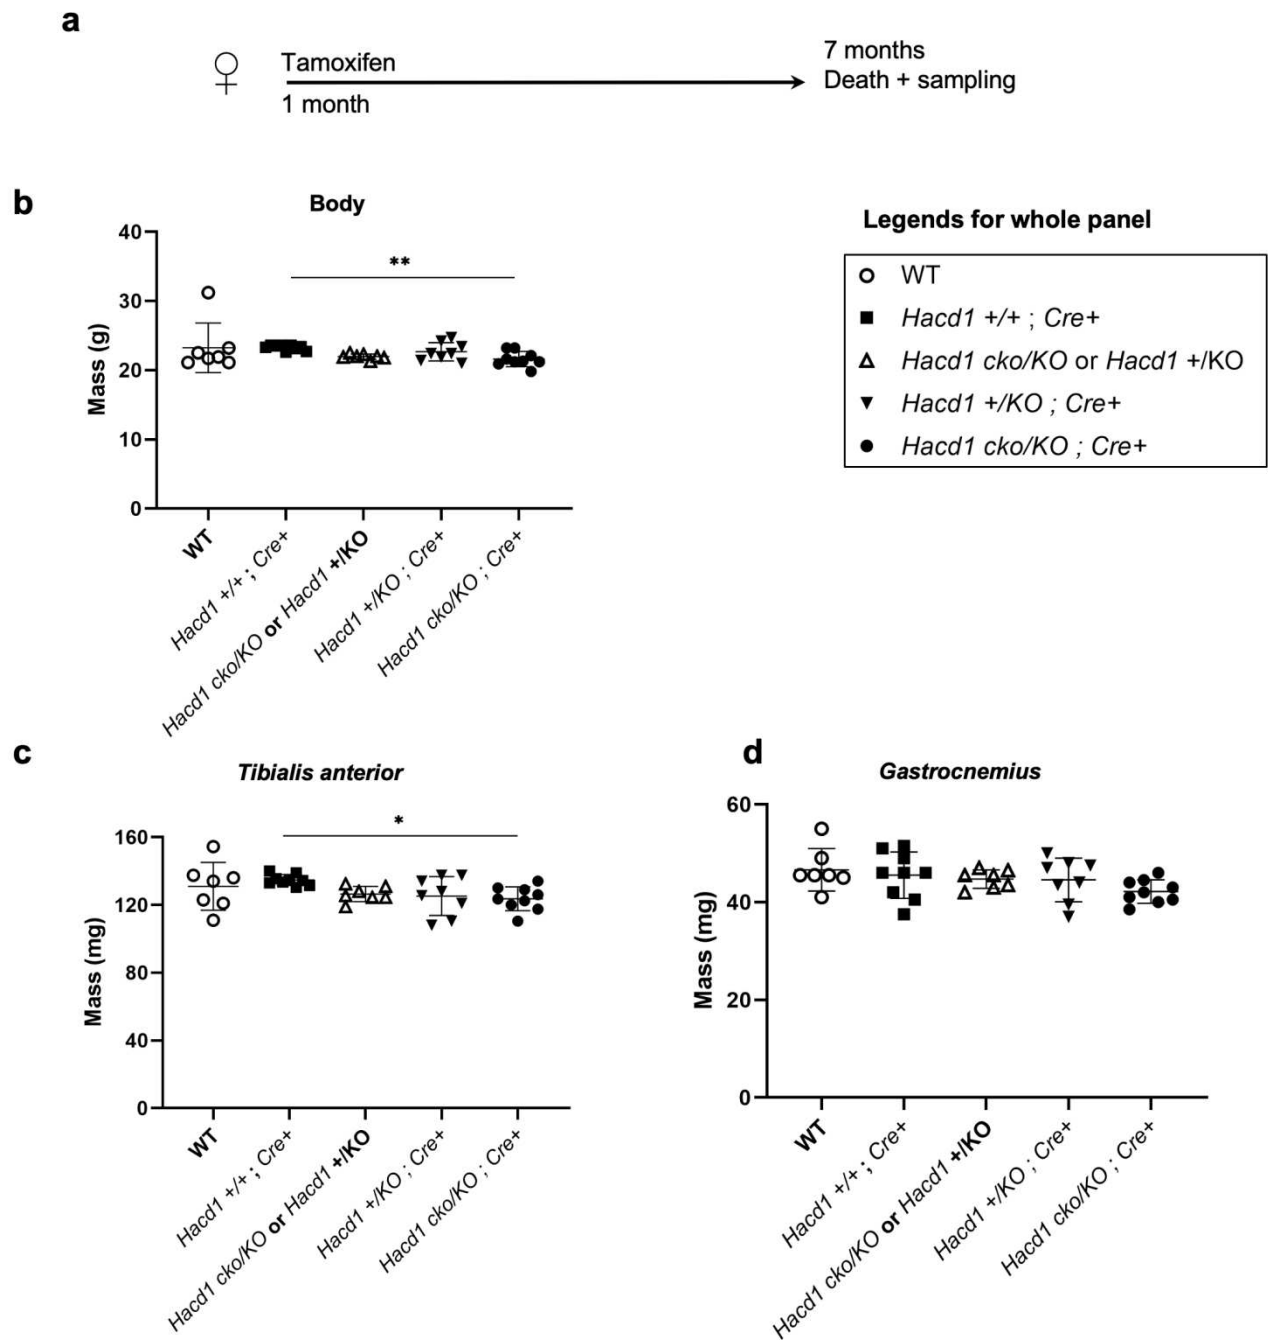 a
♀
Tamoxifen
1 month
7 months
Death + sampling
b
Body
Mass (g)
40
30
20
10
0
**
WT
Hacd1 +/+ ; Cre+
Hacd1 cko/KO or Hacd1 +/KO
Hacd1 +/KO ; Cre+
Hacd1 cko/KO ; Cre+
Legends for whole panel
WT
Hacd1 +/+ ; Cre+
Hacd1 cko/KO or Hacd1 +/KO
Hacd1 +/KO ; Cre+
Hacd1 cko/KO ; Cre+
c
Tibialis anterior
Mass (mg)
160
120
80
40
0
*
WT
Hacd1 +/+ ; Cre+
Hacd1 cko/KO or Hacd1 +/KO
Hacd1 +/KO ; Cre+
Hacd1 cko/KO ; Cre+
d
Gastrocnemius
Mass (mg)
60
40
20
0
WT
Hacd1 +/+ ; Cre+
Hacd1 cko/KO or Hacd1 +/KO
Hacd1 +/KO ; Cre+
Hacd1 cko/KO ; Cre+